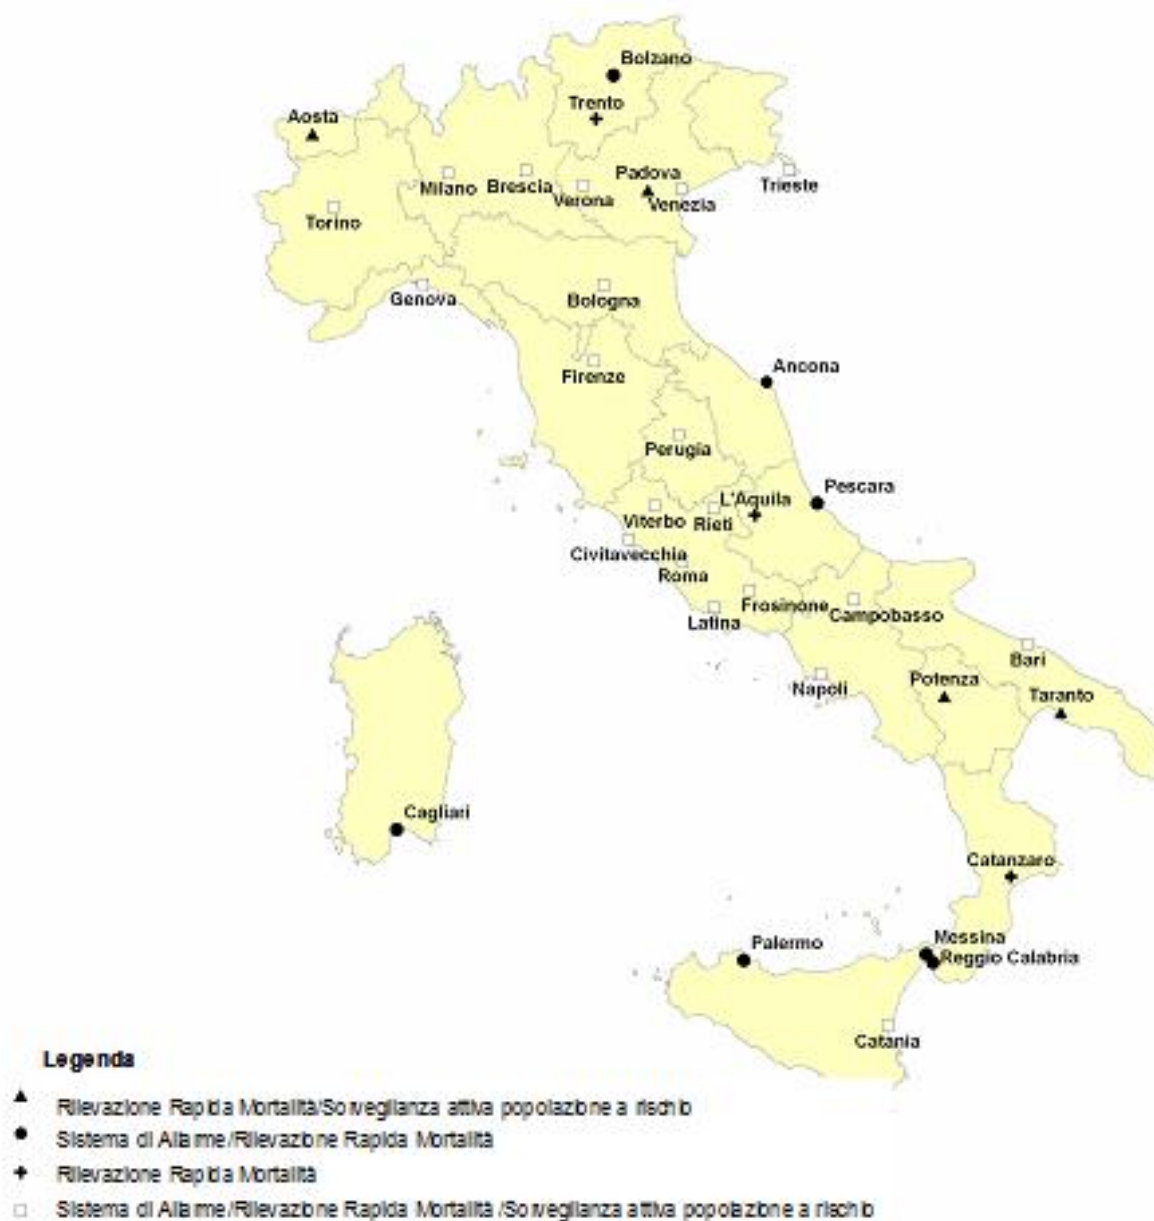 Bolzano
Trento
Aosta
Padova
Milano
Brescia
Verona
Venezia
Trieste
Torino
Genova
Bologna
Firenze
Ancona
Perugia
L'Aquila
Pescara
Viterbo
Rieti
Civitavecchia
Roma
Frosinone
Campobasso
Latina
Bari
Napoli
Potenza
Taranto
Cagliari
Catanzaro
Messina
Palermo
Reggio Calabria
Catania
Legenda
Rilevazione Rapida Mortalità/Sorveglianza attiva popolazione a rischio
Sistema di Allarme/Rilevazione Rapida Mortalità
Rilevazione Rapida Mortalità
Sistema di Allarme/Rilevazione Rapida Mortalità /Sorveglianza attiva popolazione a rischio